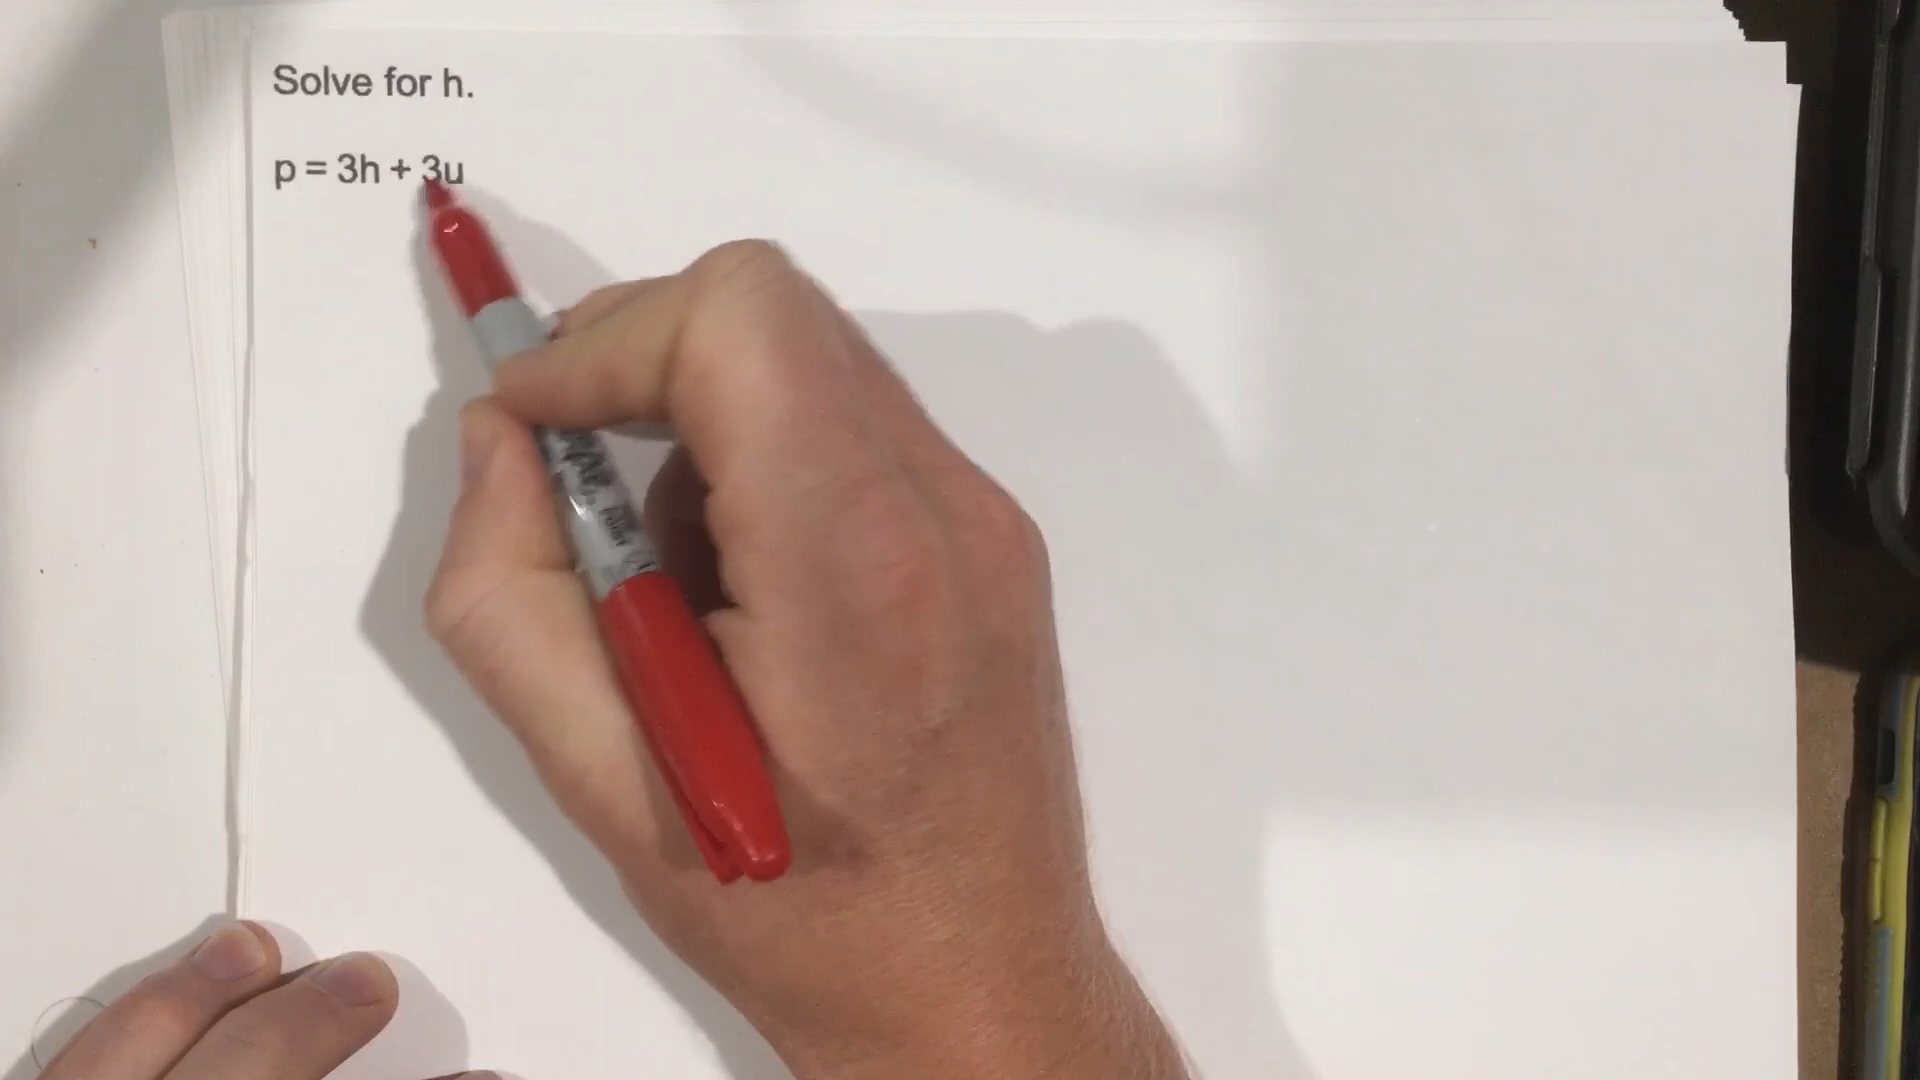 Solve for h.
p = 3h + 3u